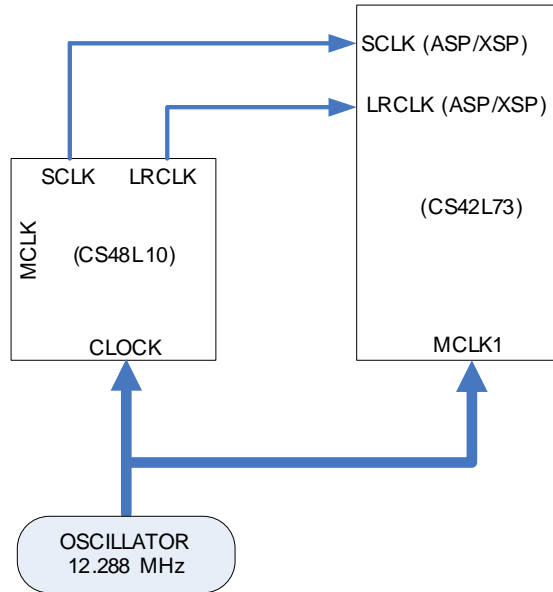 SCLK (ASP/XSP)
LRCLK (ASP/XSP)
SCLK LRCLK
MCLK
(CS48L10)
(CS42L73)
CLOCK
MCLK1
OSCILLATOR
12.288 MHz